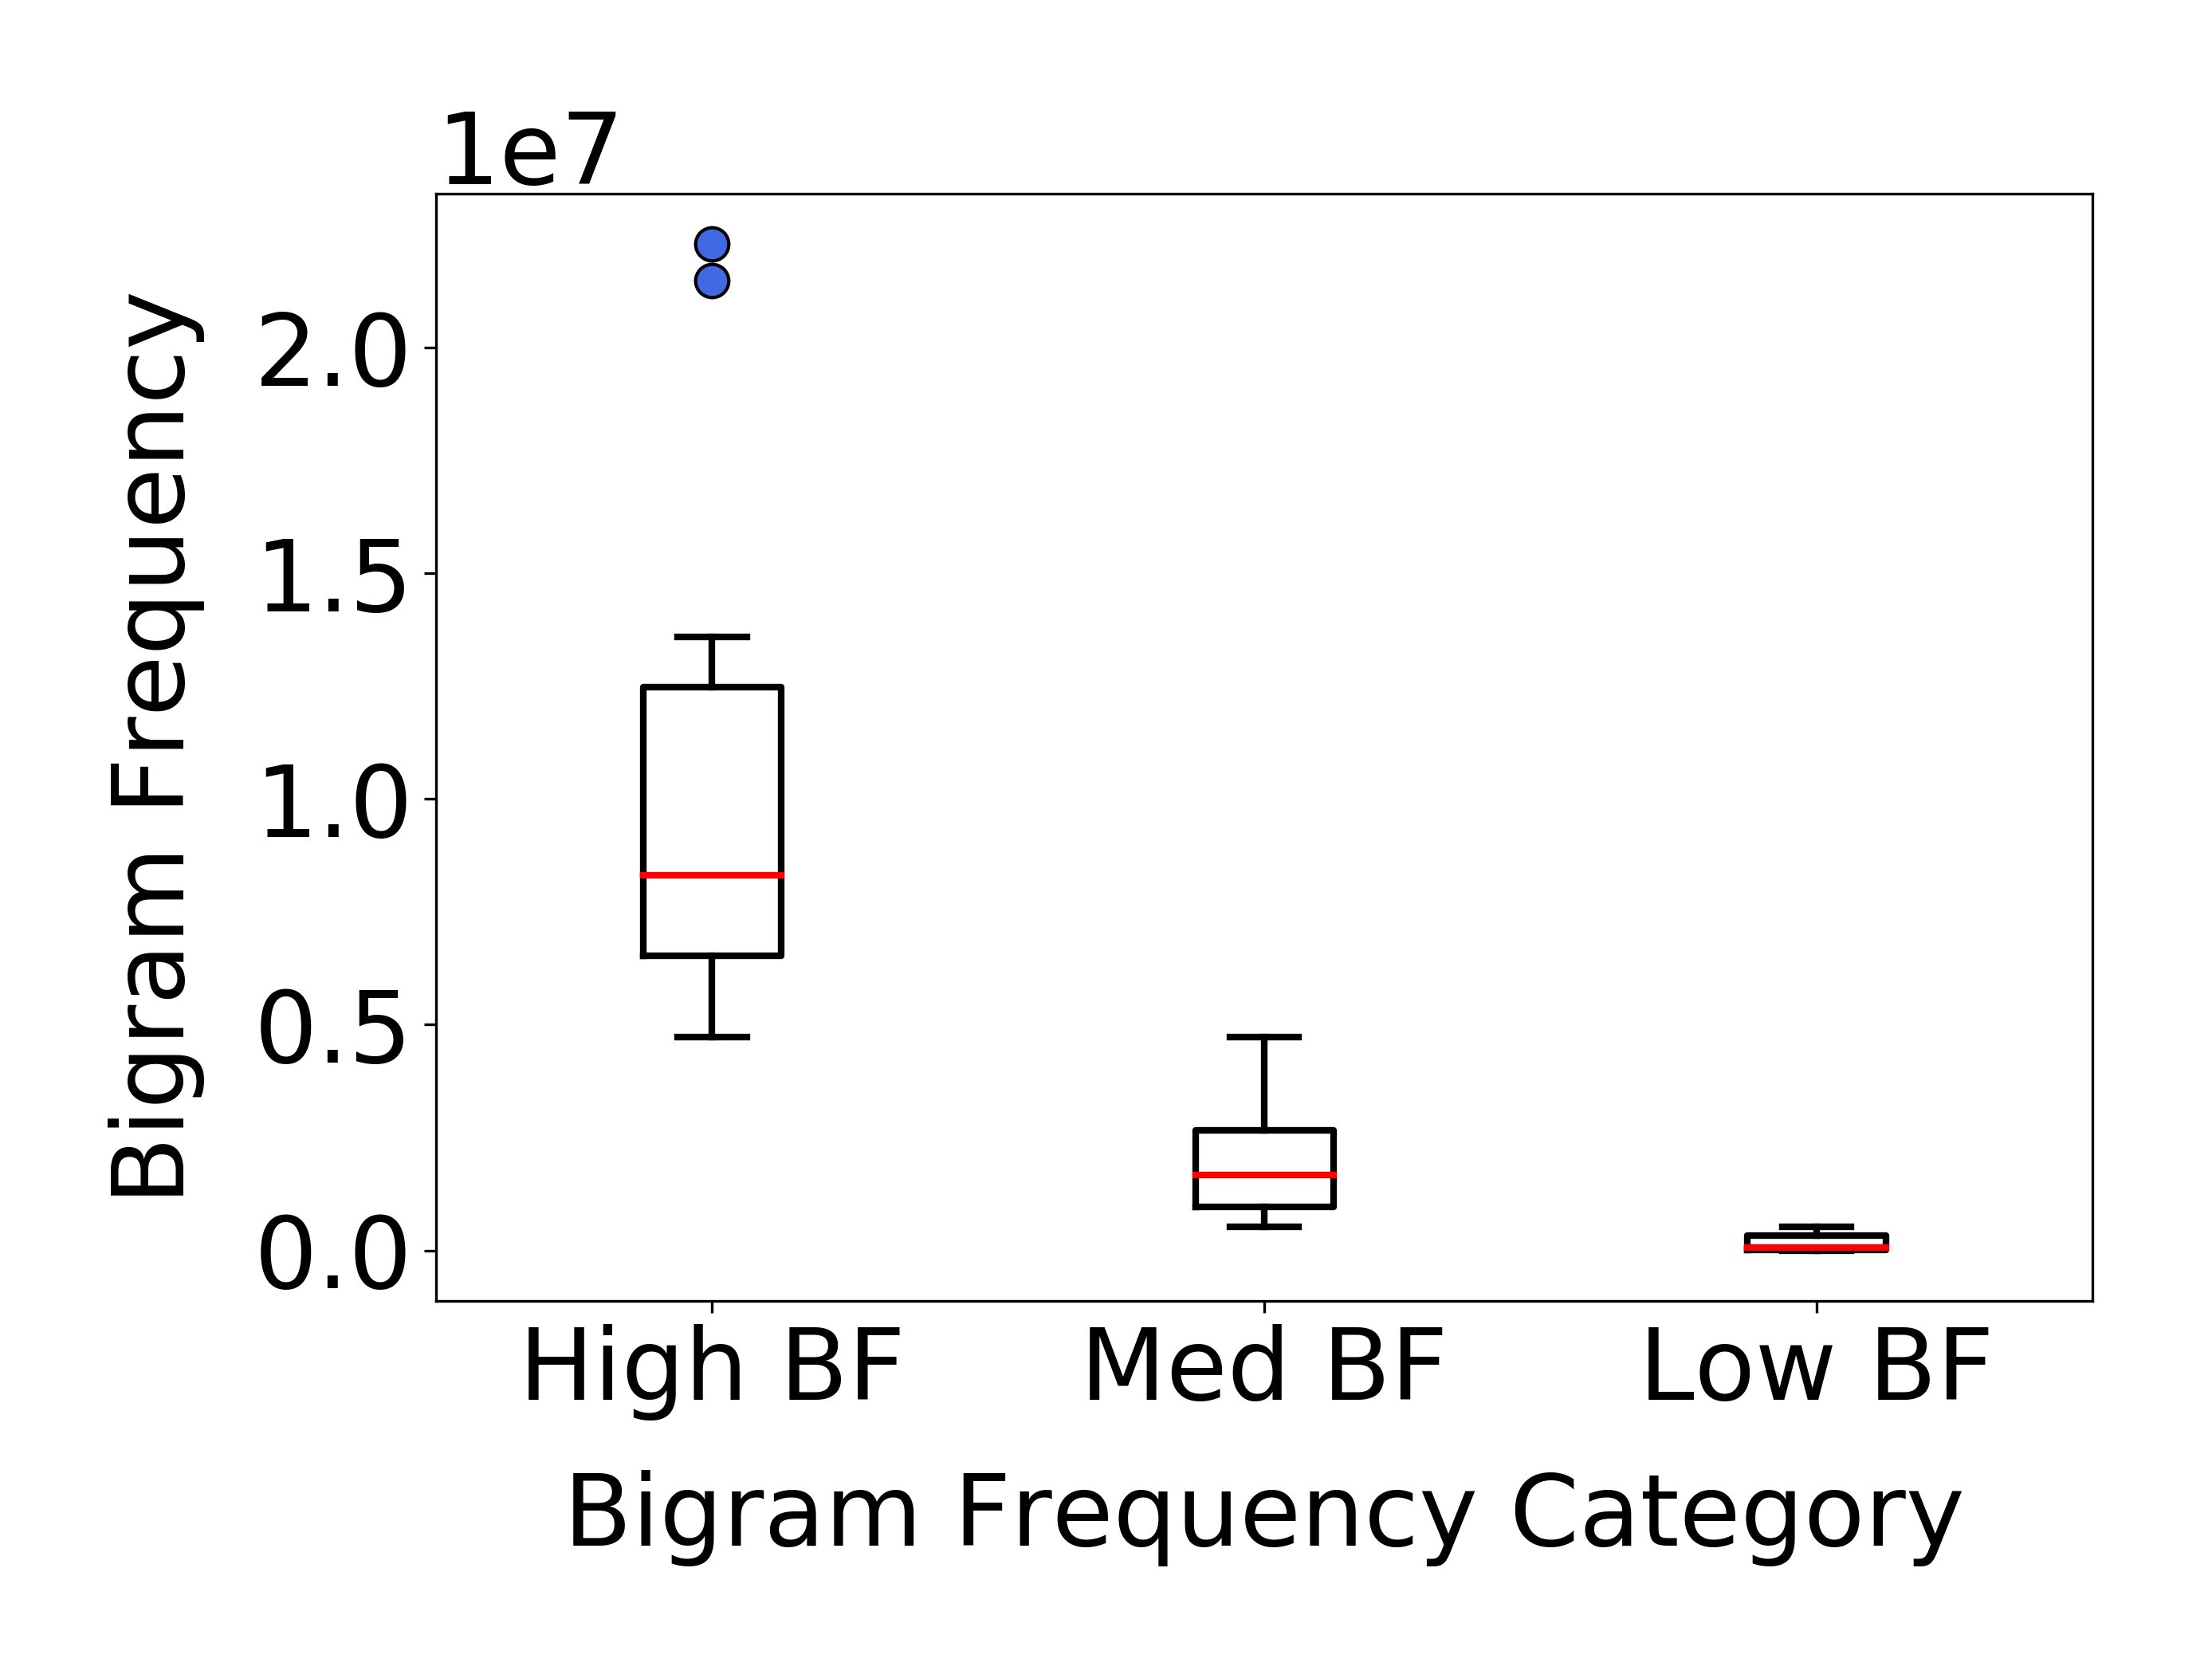 1e7
Bigram Frequency
2.0
1.5
1.0
0.5
0.0
High BF
Med BF
Low BF
Bigram Frequency Category